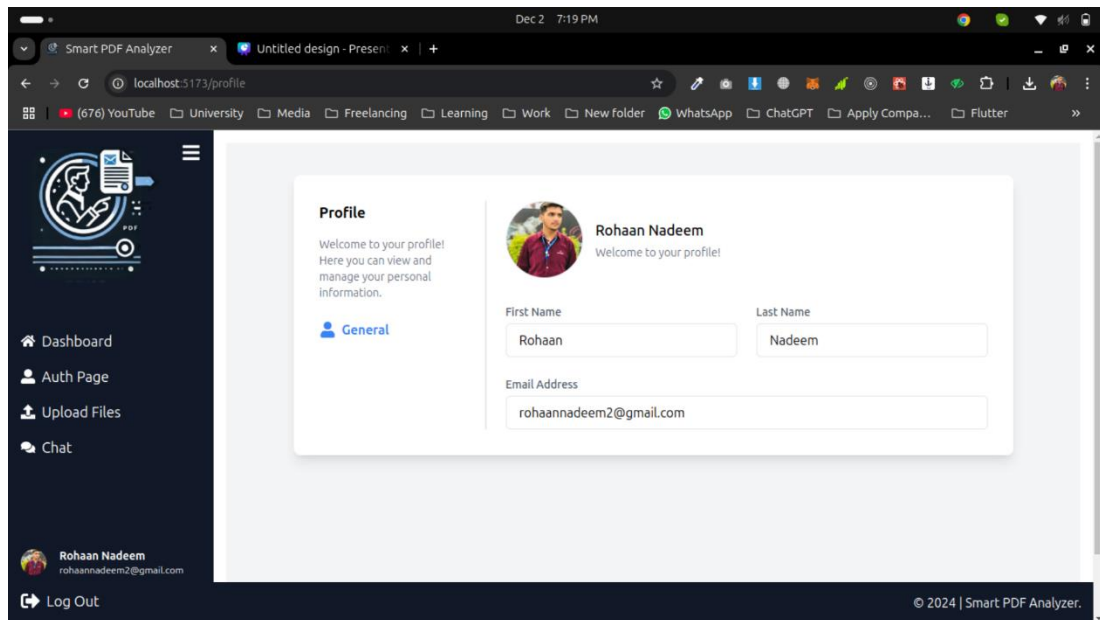 Dec 2 7:19 PM
Smart PDF Analyzer
Untitled design - Present
localhost:5173/profile
(676) YouTube University Media Freelancing Learning Work New folder WhatsApp ChatGPT Apply Compa... Flutter »
PDF
Dashboard
Auth Page
Upload Files
Chat
Rohaan Nadeem
rohaannadeem2@gmail.com
Log Out
Profile
Welcome to your profile!
Here you can view and
manage your personal
information.
General
Rohaan Nadeem
Welcome to your profile!
First Name Last Name
Rohaan Nadeem
Email Address
rohaannadeem2@gmail.com
© 2024 | Smart PDF Analyzer.